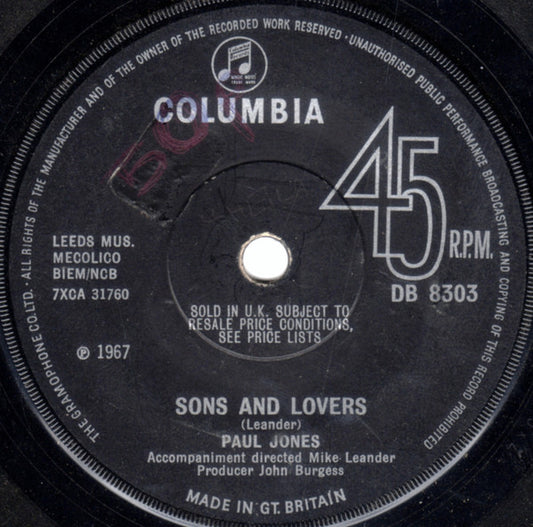 ALL RIGHTS OF THE MANUFACTURER AND OF THE OWNER OF THE RECORDED WORK RESERVED · UNAUTHORISED PUBLIC PERFORMANCE BROADCASTING AND COPYING OF THIS RECORD PROHIBITED
THE GRAMOPHONE CO. LTD. ·
COLUMBIA
45
R.P.M.
LEEDS MUS.
MECOLICO
BIEM/NCB
7XCA 31760
DB 8303
SOLD IN U.K. SUBJECT TO
RESALE PRICE CONDITIONS,
SEE PRICE LISTS
℗ 1967
SONS AND LOVERS
(Leander)
PAUL JONES
Accompaniment directed Mike Leander
Producer John Burgess
MADE IN GT. BRITAIN